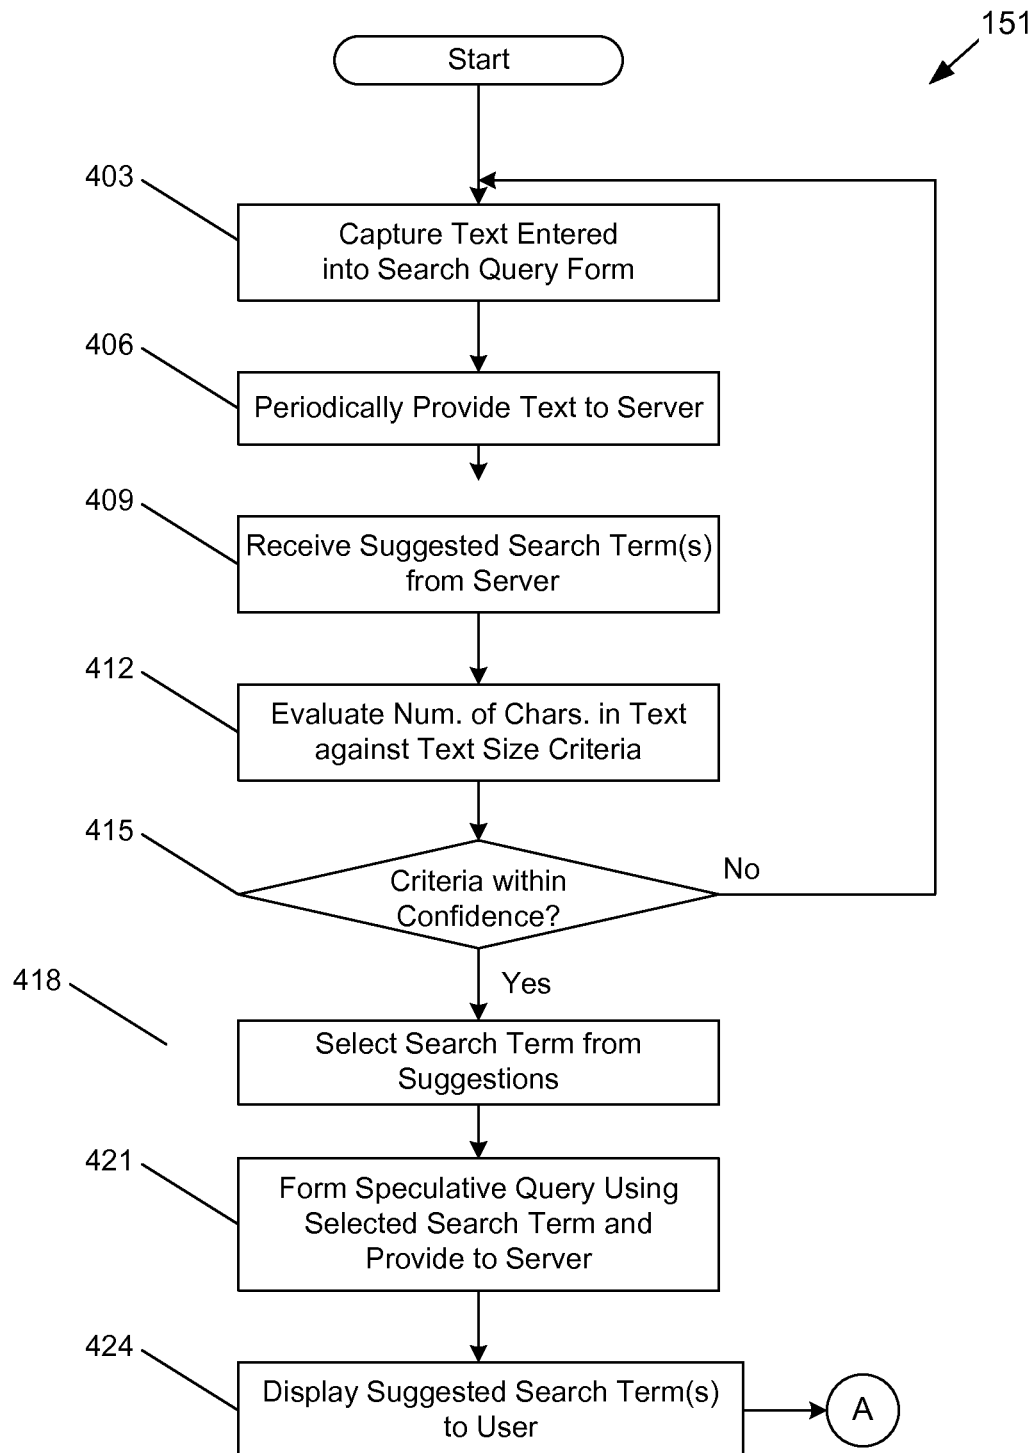 151
Start
403
Capture Text Entered
into Search Query Form
406
Periodically Provide Text to Server
409
Receive Suggested Search Term(s)
from Server
412
Evaluate Num. of Chars. in Text
against Text Size Criteria
415
Criteria within
Confidence?
No
Yes
418
Select Search Term from
Suggestions
421
Form Speculative Query Using
Selected Search Term and
Provide to Server
424
Display Suggested Search Term(s)
to User
A